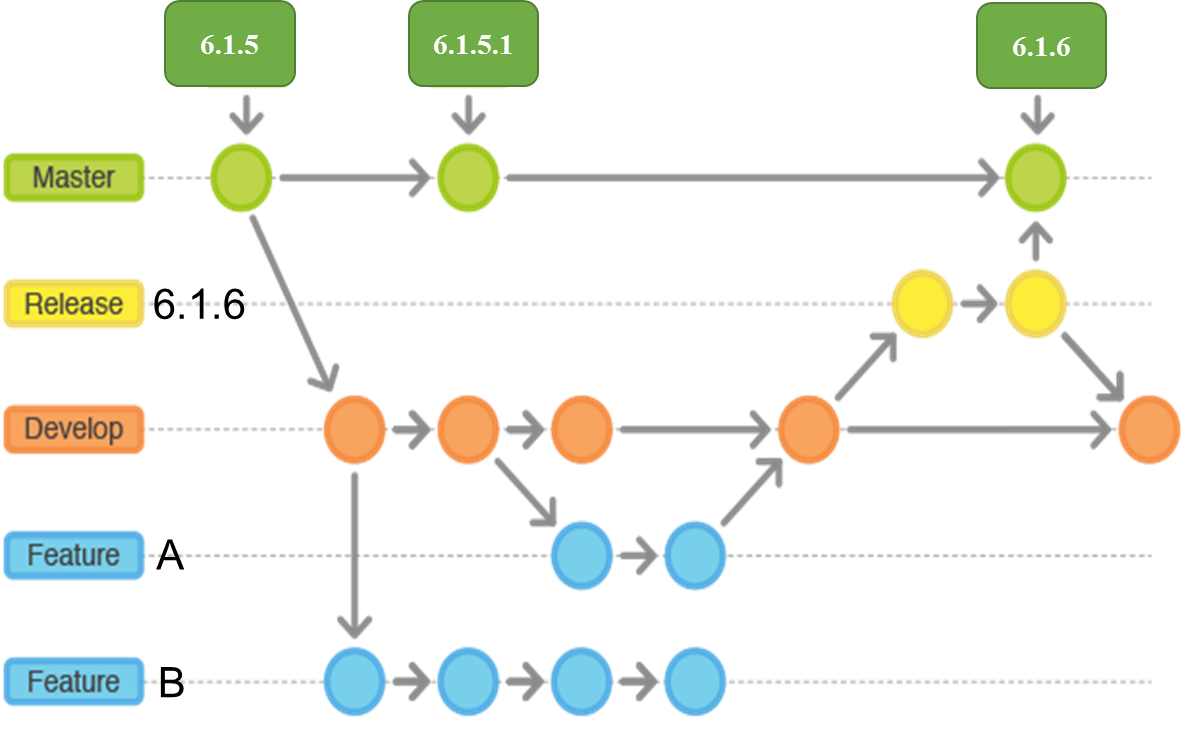 6.1.5
6.1.5.1
6.1.6
Master
Release 6.1.6
Develop
Feature A
Feature B